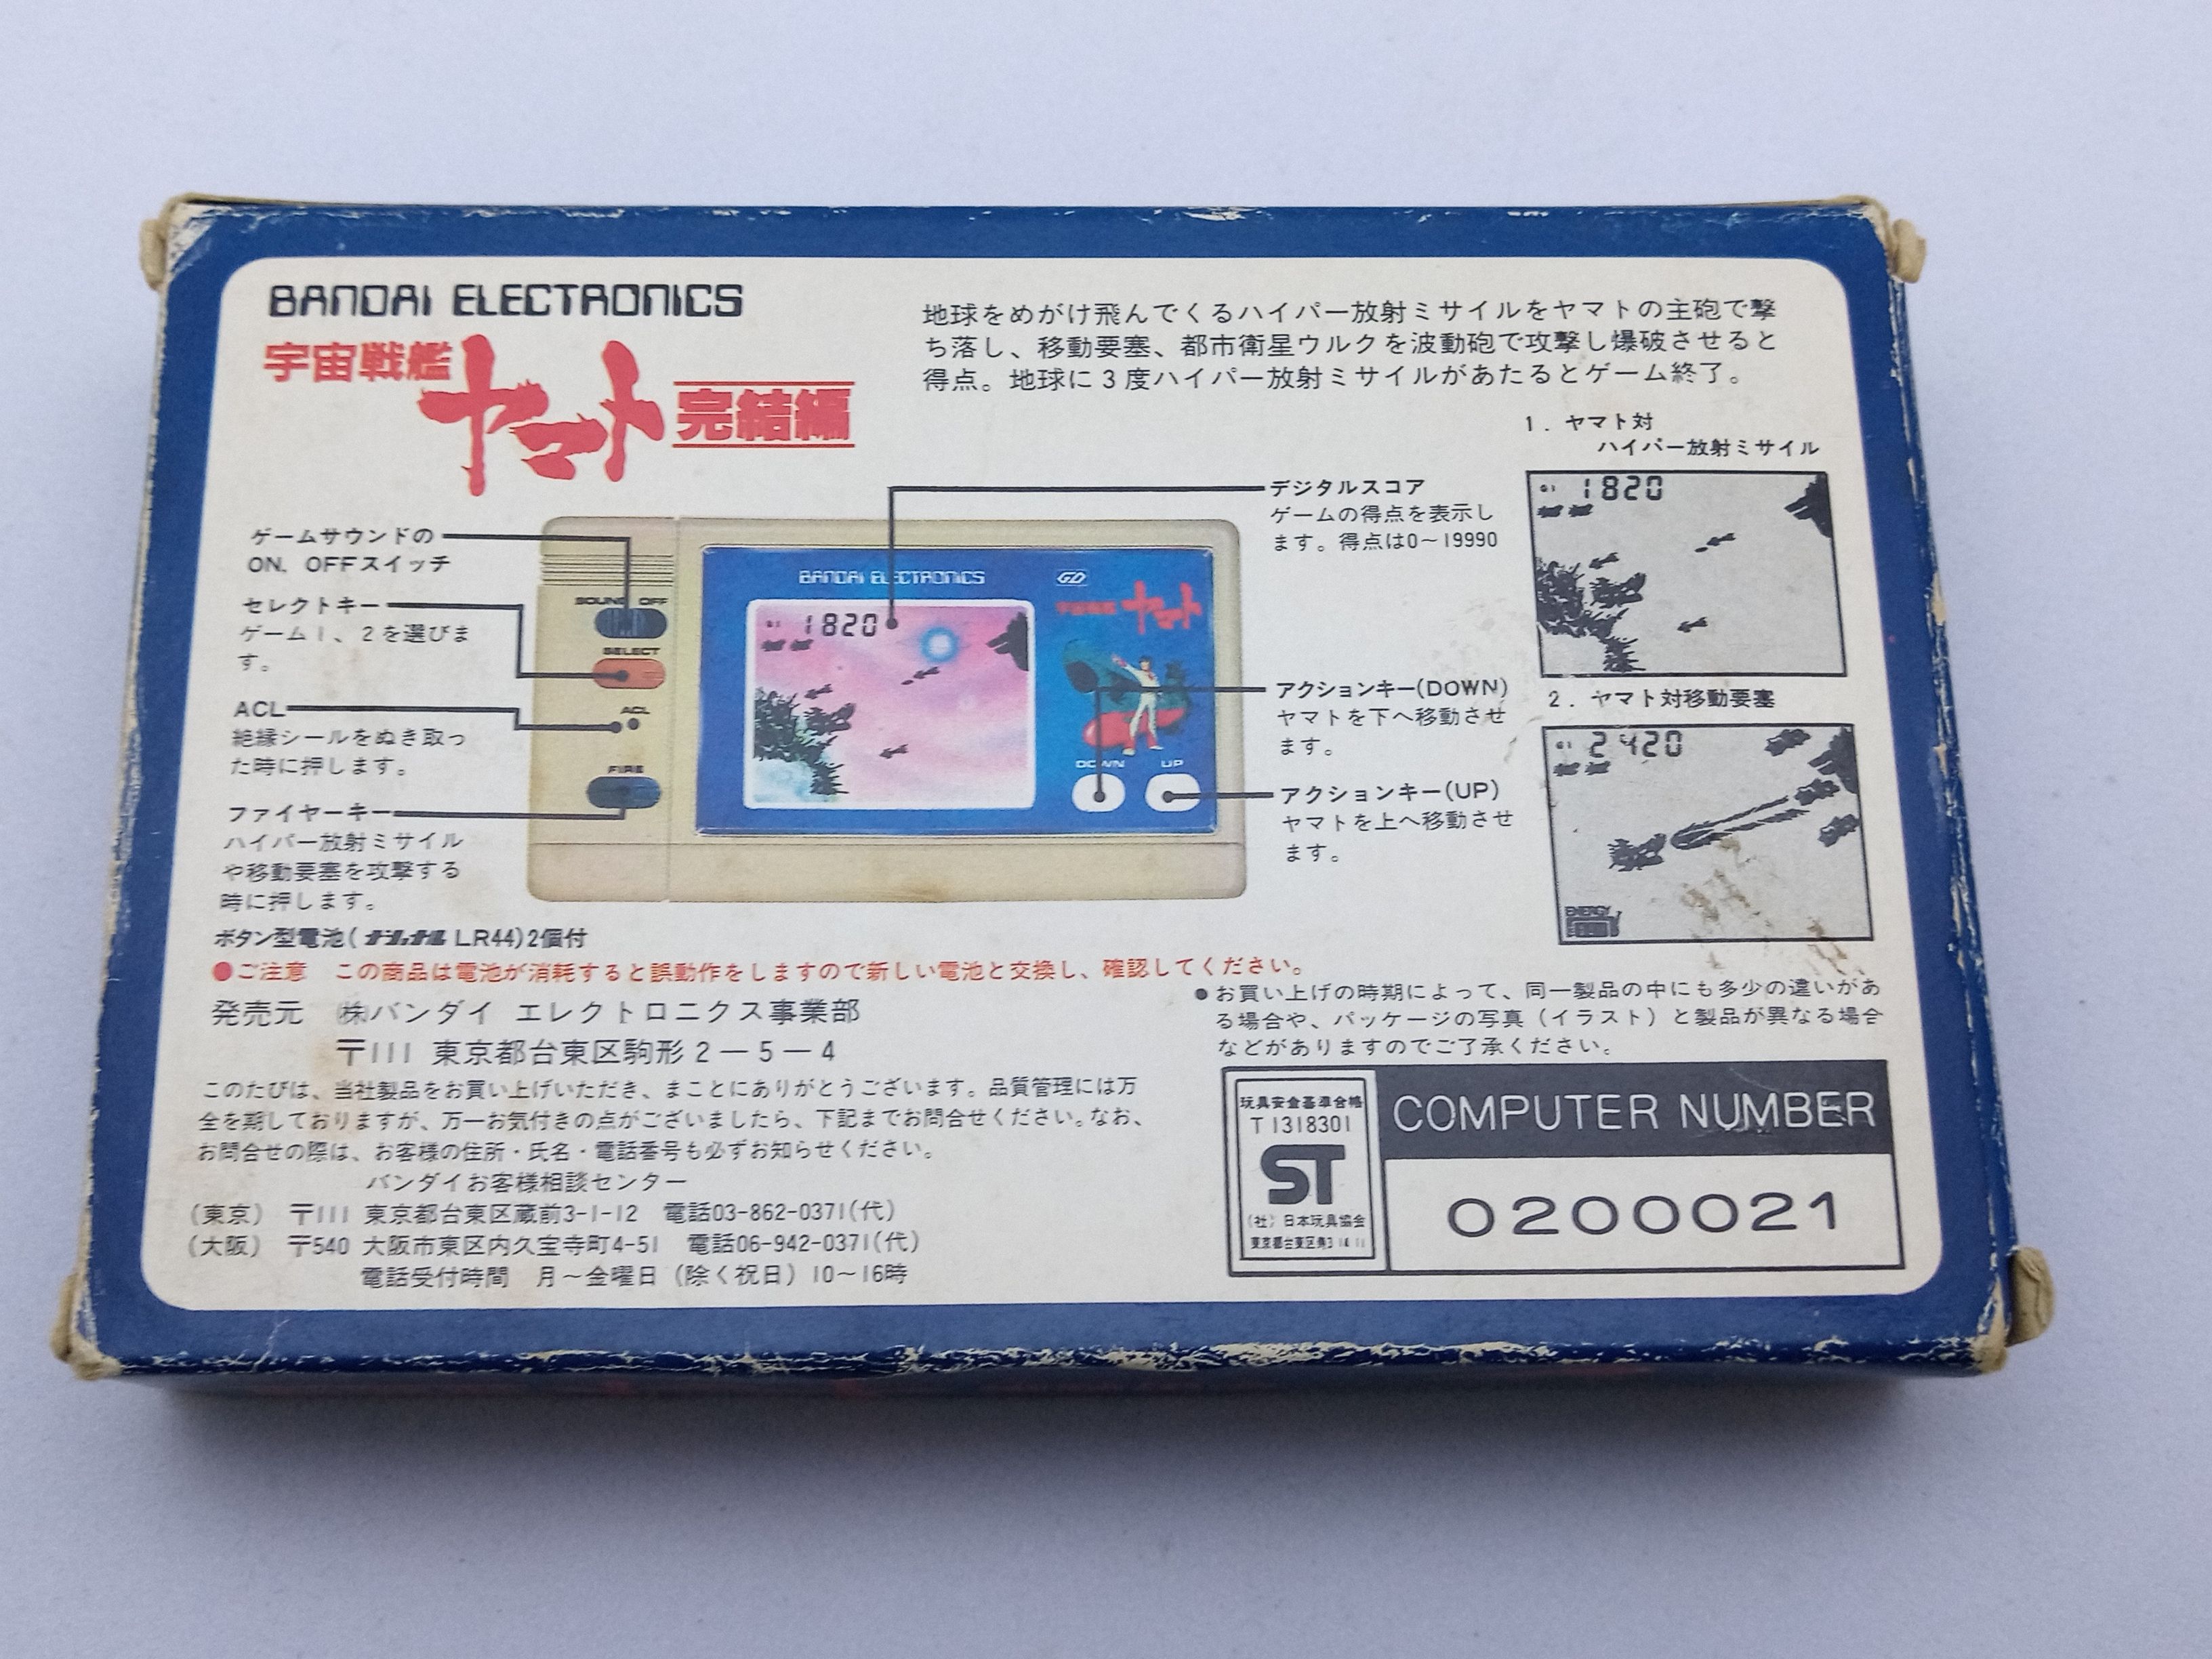 BANDAI ELECTRONICS
宇宙戦艦
ヤマト
完結編
地球をめがけ飛んでくるハイパー放射ミサイルをヤマトの主砲で撃
ち落し、移動要塞、都市衛星ウルクを波動砲で攻撃し爆破させると
得点。地球に3度ハイパー放射ミサイルがあたるとゲーム終了。
ゲームサウンドの
ON, OFFスイッチ
セレクトキー
ゲーム1、2を選びま
す。
ACL
絶縁シールをぬき取っ
た時に押します。
ファイヤーキー
ハイパー放射ミサイル
や移動要塞を攻撃する
時に押します。
SOUND OFF
SELECT
ACL
FIRE
BANDAI ELECTRONICS
GD
宇宙戦艦
ヤマト
1820
DOWN UP
デジタルスコア
ゲームの得点を表示し
ます。得点は0～19990
アクションキー(DOWN)
ヤマトを下へ移動させ
ます。
アクションキー(UP)
ヤマトを上へ移動させ
ます。
1. ヤマト対
ハイパー放射ミサイル
1820
2. ヤマト対移動要塞
2420
ENERGY
ボタン型電池(ナショナル LR44)2個付
●ご注意 この商品は電池が消耗すると誤動作をしますので新しい電池と交換し、確認してください。
発売元 ㈱バンダイ エレクトロニクス事業部
〒111 東京都台東区駒形2－5－4
このたびは、当社製品をお買い上げいただき、まことにありがとうございます。品質管理には万
全を期しておりますが、万一お気付きの点がございましたら、下記までお問合せください。なお、
お問合せの際は、お客様の住所・氏名・電話番号も必ずお知らせください。
バンダイお客様相談センター
(東京) 〒111 東京都台東区蔵前3-1-12 電話03-862-0371(代)
(大阪) 〒540 大阪市東区内久宝寺町4-51 電話06-942-0371(代)
電話受付時間 月～金曜日(除く祝日)10～16時
●お買い上げの時期によって、同一製品の中にも多少の違いがあ
る場合や、パッケージの写真（イラスト）と製品が異なる場合
などがありますのでご了承ください。
玩具安全基準合格
T1318301
ST
(社)日本玩具協会
COMPUTER NUMBER
0200021